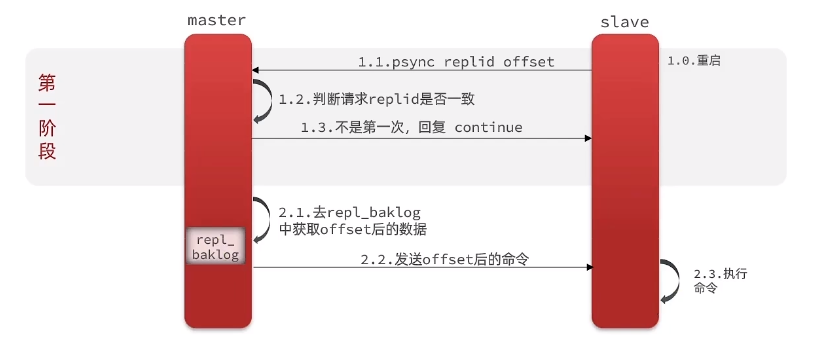 master
slave
1.0.重启
1.1.psync replid offset
第一阶段
1.2.判断请求replid是否一致
1.3.不是第一次，回复 continue
2.1.去repl_baklog
中获取offset后的数据
repl_
baklog
2.2.发送offset后的命令
2.3.执行
命令